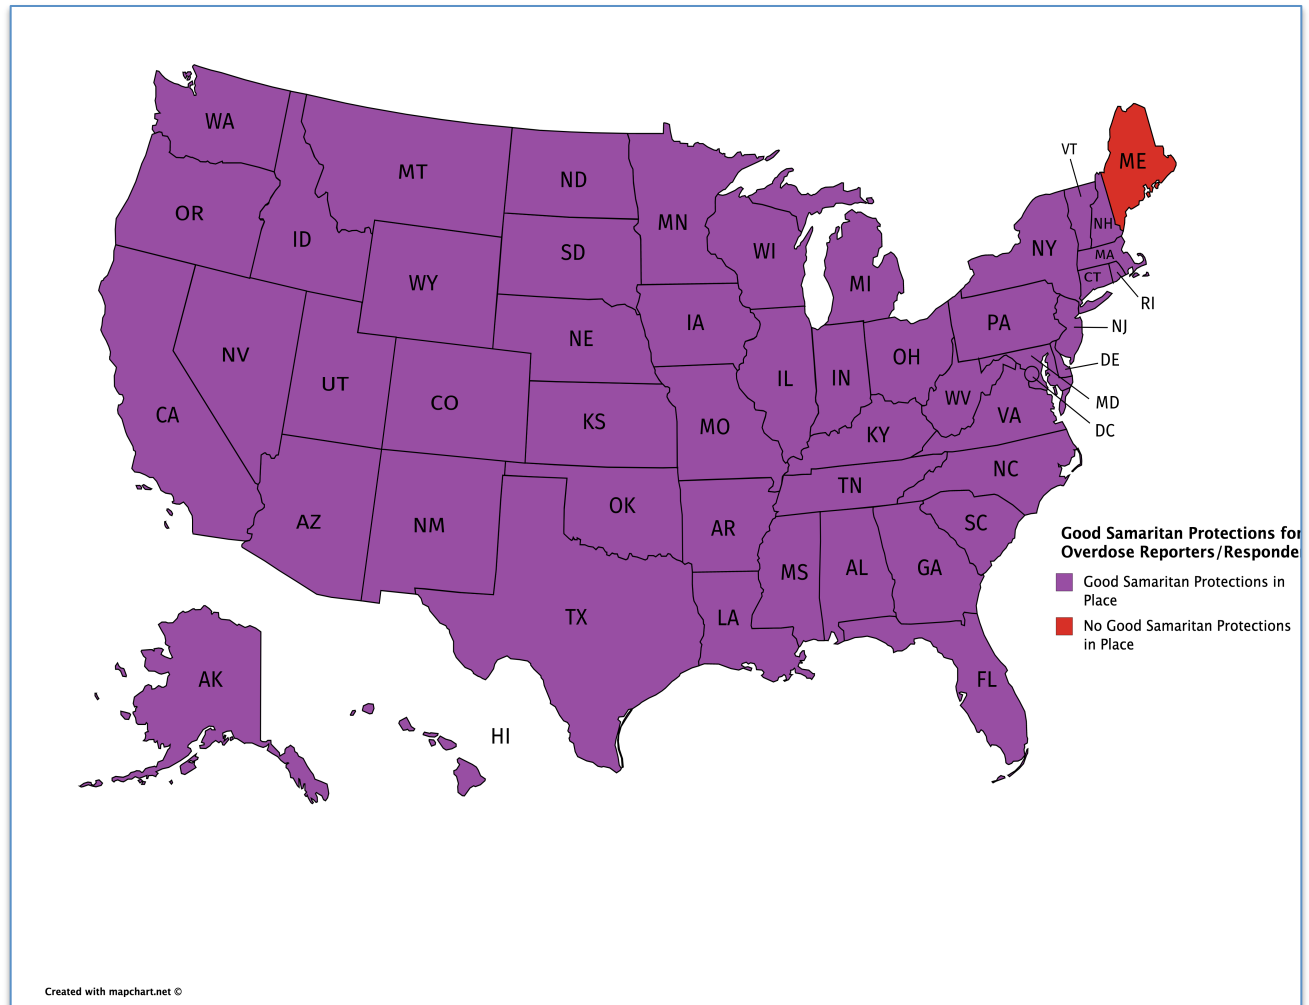 WA
MT
ND
MN
VT
ME
OR
ID
SD
WI
NY
NH
MA
WY
MI
CT
RI
IA
PA
NJ
NE
NV
OH
DE
UT
IL
IN
CO
WV
MD
CA
KS
MO
VA
DC
KY
NC
TN
OK
AZ
NM
AR
SC
Good Samaritan Protections for
Overdose Reporters/Responde
MS
AL
GA
Good Samaritan Protections in
Place
TX
LA
No Good Samaritan Protections
in Place
AK
FL
HI
Created with mapchart.net ©